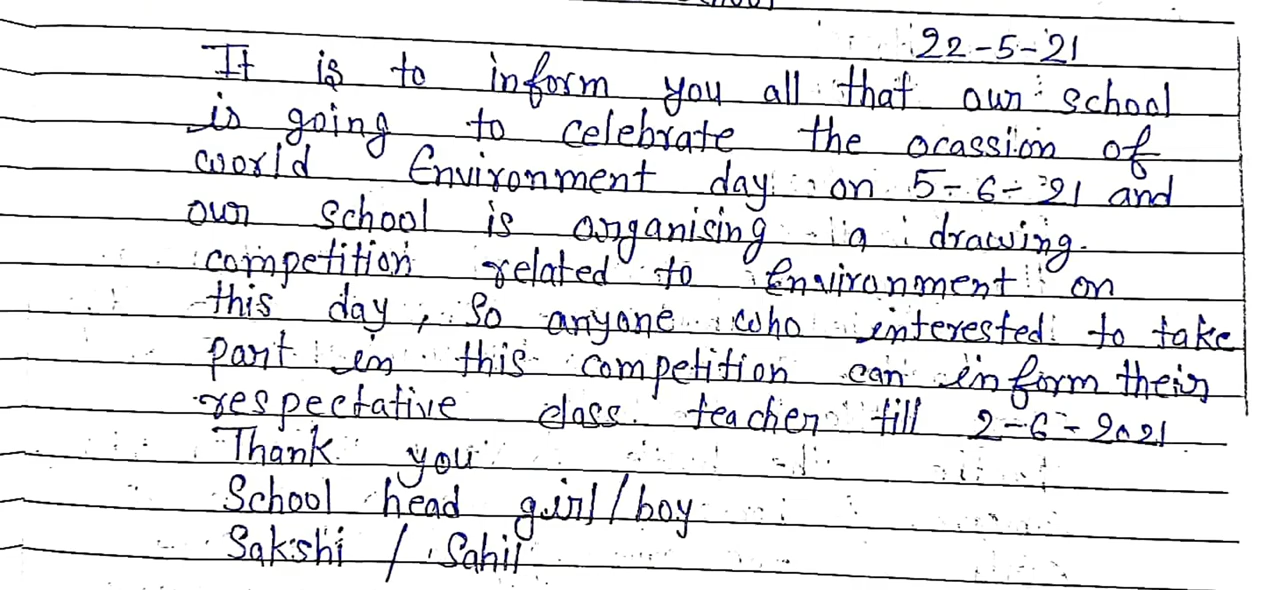 22-5-21
It is to inform you all that our school
is going to celebrate the ocassion of
world Environment day on 5-6-21 and
our school is organising a drawing
competition related to Environment on
this day, So anyone who interested to take
part in this competition can inform their
respectative class teacher till 2-6-2021
Thank you
School head girl/boy
Sakshi / Sahil